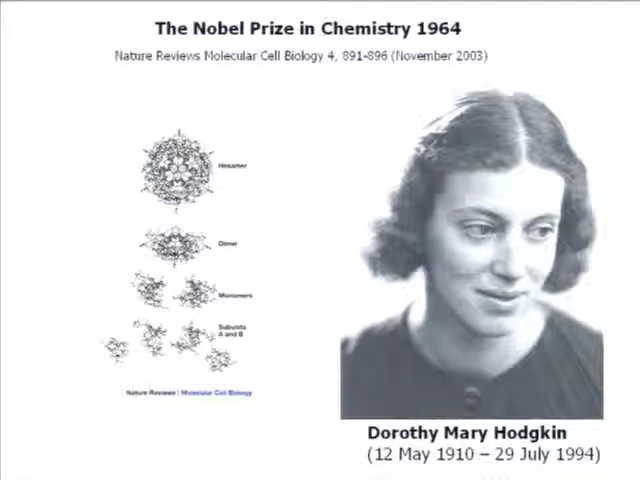 The Nobel Prize in Chemistry 1964
Nature Reviews Molecular Cell Biology 4, 891-896 (November 2003)
Hexamer
Dimer
Monomers
Subunits
A and B
Nature Reviews | Molecular Cell Biology
Dorothy Mary Hodgkin
(12 May 1910 – 29 July 1994)